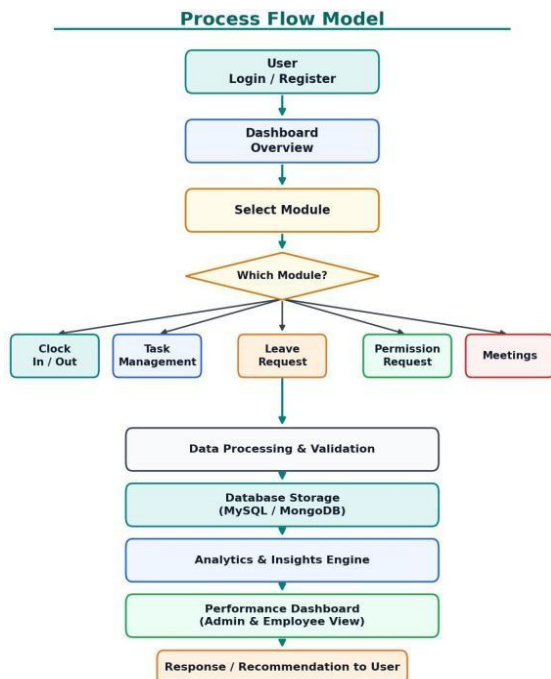 Process Flow Model
User
Login / Register
Dashboard
Overview
Select Module
Which Module?
Clock
In / Out
Task
Management
Leave
Request
Permission
Request
Meetings
Data Processing & Validation
Database Storage
(MySQL / MongoDB)
Analytics & Insights Engine
Performance Dashboard
(Admin & Employee View)
Response / Recommendation to User